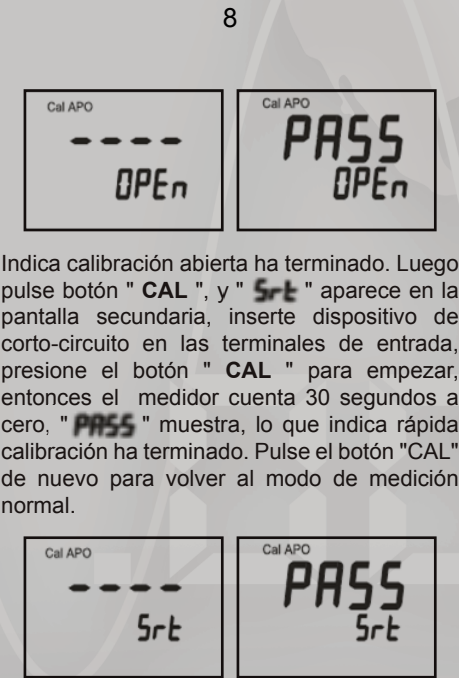 8
Cal APO
- - - -
OPEn
Cal APO
PASS
OPEn
Indica calibración abierta ha terminado. Luego
pulse botón " CAL ", y " Srt " aparece en la
pantalla secundaria, inserte dispositivo de
corto-circuito en las terminales de entrada,
presione el botón " CAL " para empezar,
entonces el medidor cuenta 30 segundos a
cero, " PASS " muestra, lo que indica rápida
calibración ha terminado. Pulse el botón "CAL"
de nuevo para volver al modo de medición
normal.
Cal APO
- - - -
Srt
Cal APO
PASS
Srt